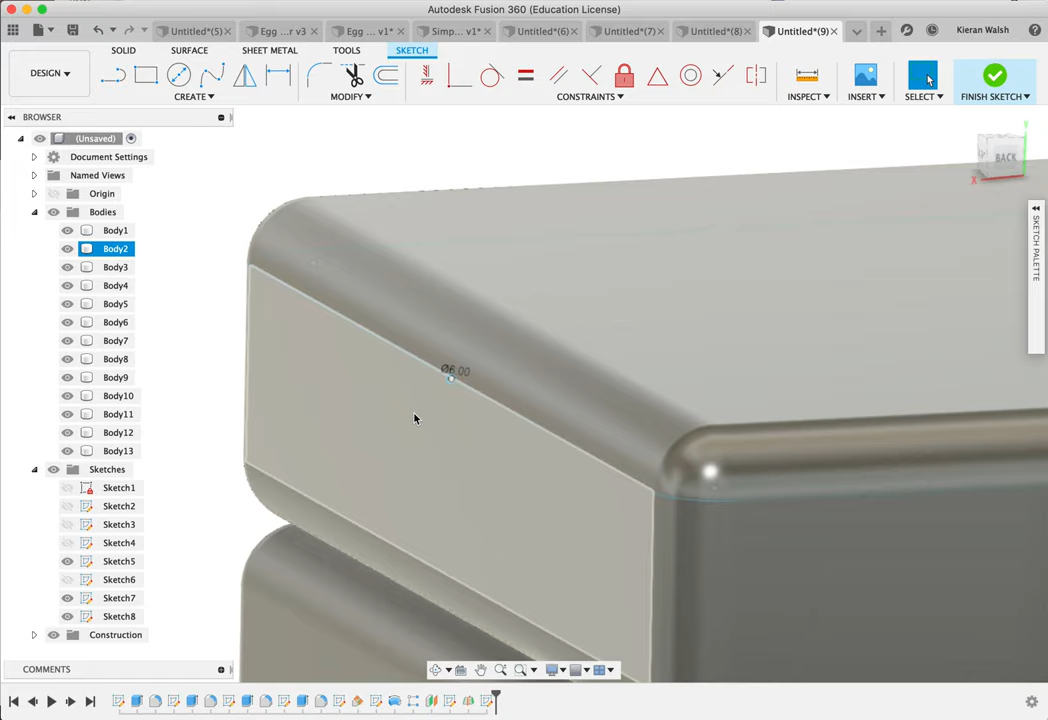 Autodesk Fusion 360 (Education License)
Untitled*(5) Egg ...r v3 Egg ... v1* Simp... v1* Untitled*(6) Untitled*(7) Untitled*(8) Untitled*(9) Kieran Walsh
SOLID SURFACE SHEET METAL TOOLS SKETCH
DESIGN
CREATE MODIFY CONSTRAINTS INSPECT INSERT SELECT FINISH SKETCH
BROWSER
(Unsaved)
Document Settings
Named Views
Origin
Bodies
Body1
Body2
Body3
Body4
Body5
Body6
Body7
Body8
Body9
Body10
Body11
Body12
Body13
Sketches
Sketch1
Sketch2
Sketch3
Sketch4
Sketch5
Sketch6
Sketch7
Sketch8
Construction
COMMENTS
Ø6.00
Y
BACK
X
SKETCH PALETTE